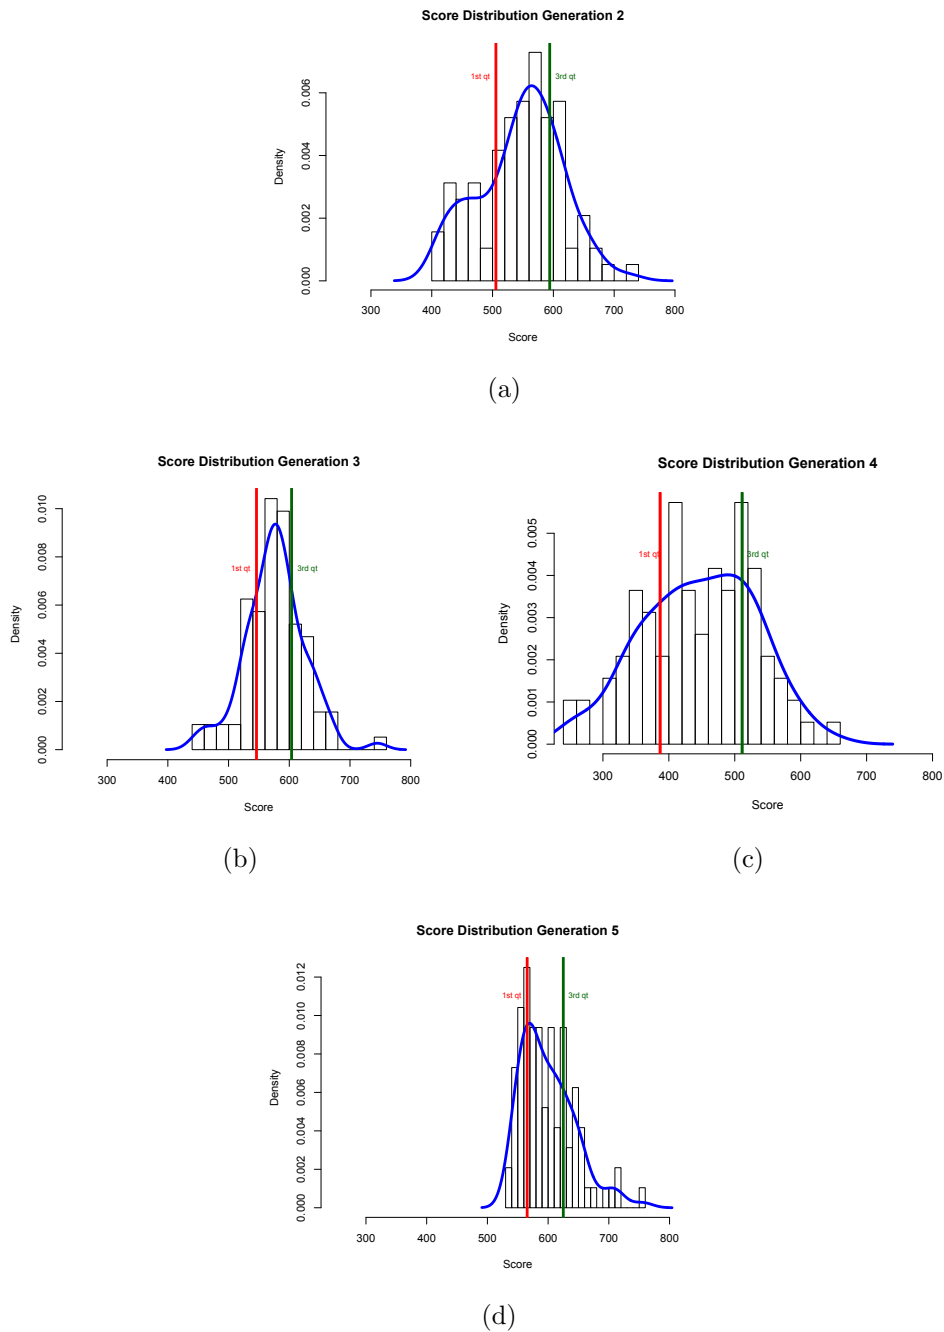 Score Distribution Generation 2
1st qt
3rd qt
Density
0.000 0.002 0.004 0.006
300 400 500 600 700 800
Score
(a)
Score Distribution Generation 3
1st qt
3rd qt
Density
0.000 0.002 0.004 0.006 0.008 0.010
300 400 500 600 700 800
Score
(b)
Score Distribution Generation 4
1st qt
3rd qt
Density
0.000 0.001 0.002 0.003 0.004 0.005
300 400 500 600 700 800
Score
(c)
Score Distribution Generation 5
1st qt
3rd qt
Density
0.000 0.002 0.004 0.006 0.008 0.010 0.012
300 400 500 600 700 800
Score
(d)